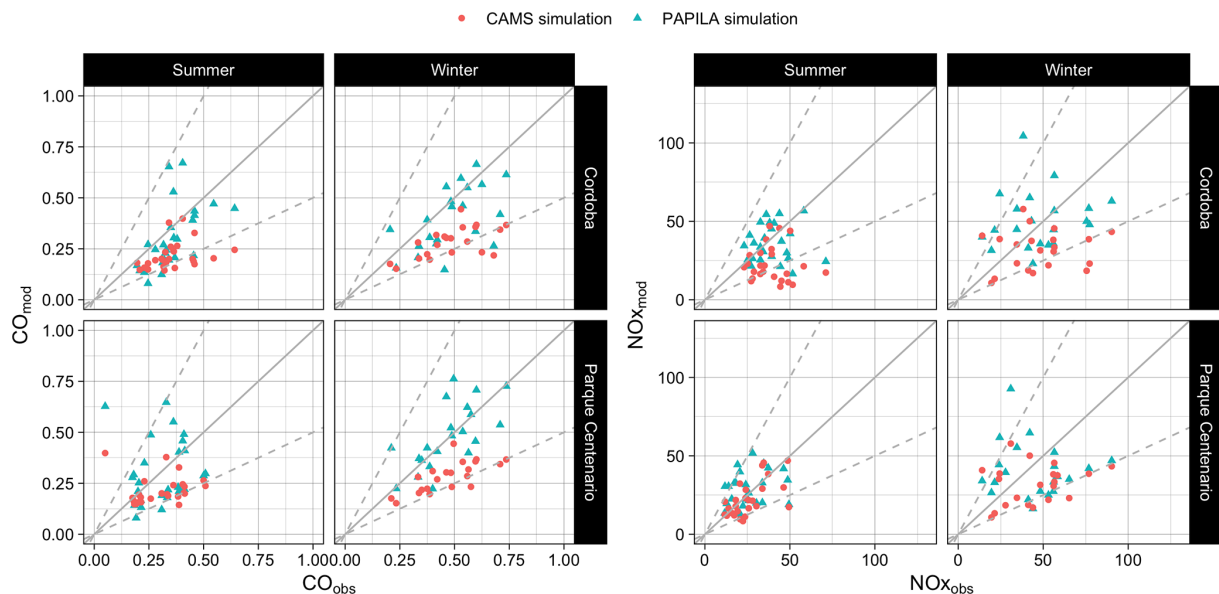 CAMS simulation PAPILA simulation
Summer Winter Summer Winter
1.00
0.75
0.50
0.25
0.00
Cordoba
100
50
0
Cordoba
COmod
NOxmod
1.00
0.75
0.50
0.25
0.00
Parque Centenario
100
50
0
Parque Centenario
0.00 0.25 0.50 0.75 1.00 0.00 0.25 0.50 0.75 1.00 0 50 100 0 50 100
COobs NOxobs